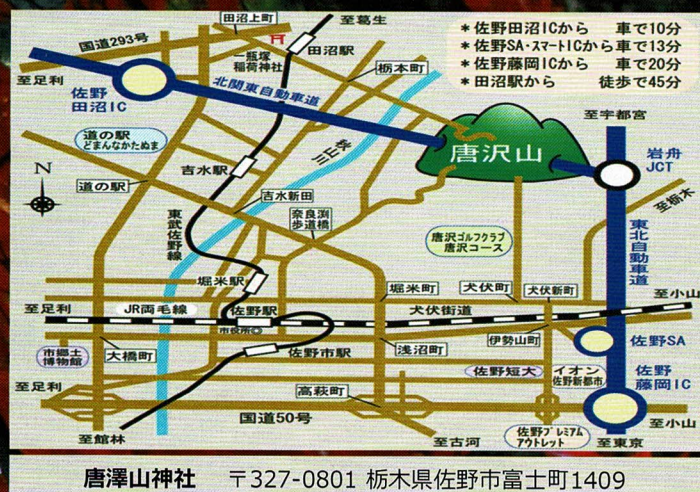 田沼上町
至葛生
国道293号
一瓶塚
稲荷神社
田沼駅
栃本町
＊佐野田沼ICから 車で10分
＊佐野SA・スマートICから車で13分
＊佐野藤岡ICから 車で20分
＊田沼駅から 徒歩で45分
至足利
佐野
田沼IC
北関東自動車道
至宇都宮
道の駅
どまんなかたぬま
秋山川
唐沢山
岩舟
JCT
N
吉水駅
道の駅
吉水新田
至栃木
東武佐野線
奈良渕
歩道橋
唐沢ゴルフクラブ
唐沢コース
東北自動車道
堀米駅
堀米町
犬伏町
犬伏新町
至小山
至足利
JR両毛線
佐野駅
犬伏街道
市役所◎
伊勢山町
佐野SA
市郷土
博物館
大橋町
佐野市駅
浅沼町
至足利
高萩町
佐野短大
イオン
佐野新都市
佐野
藤岡IC
国道50号
至小山
至館林
至古河
佐野プレミアム
アウトレット
至東京
唐澤山神社 〒327-0801 栃木県佐野市富士町1409